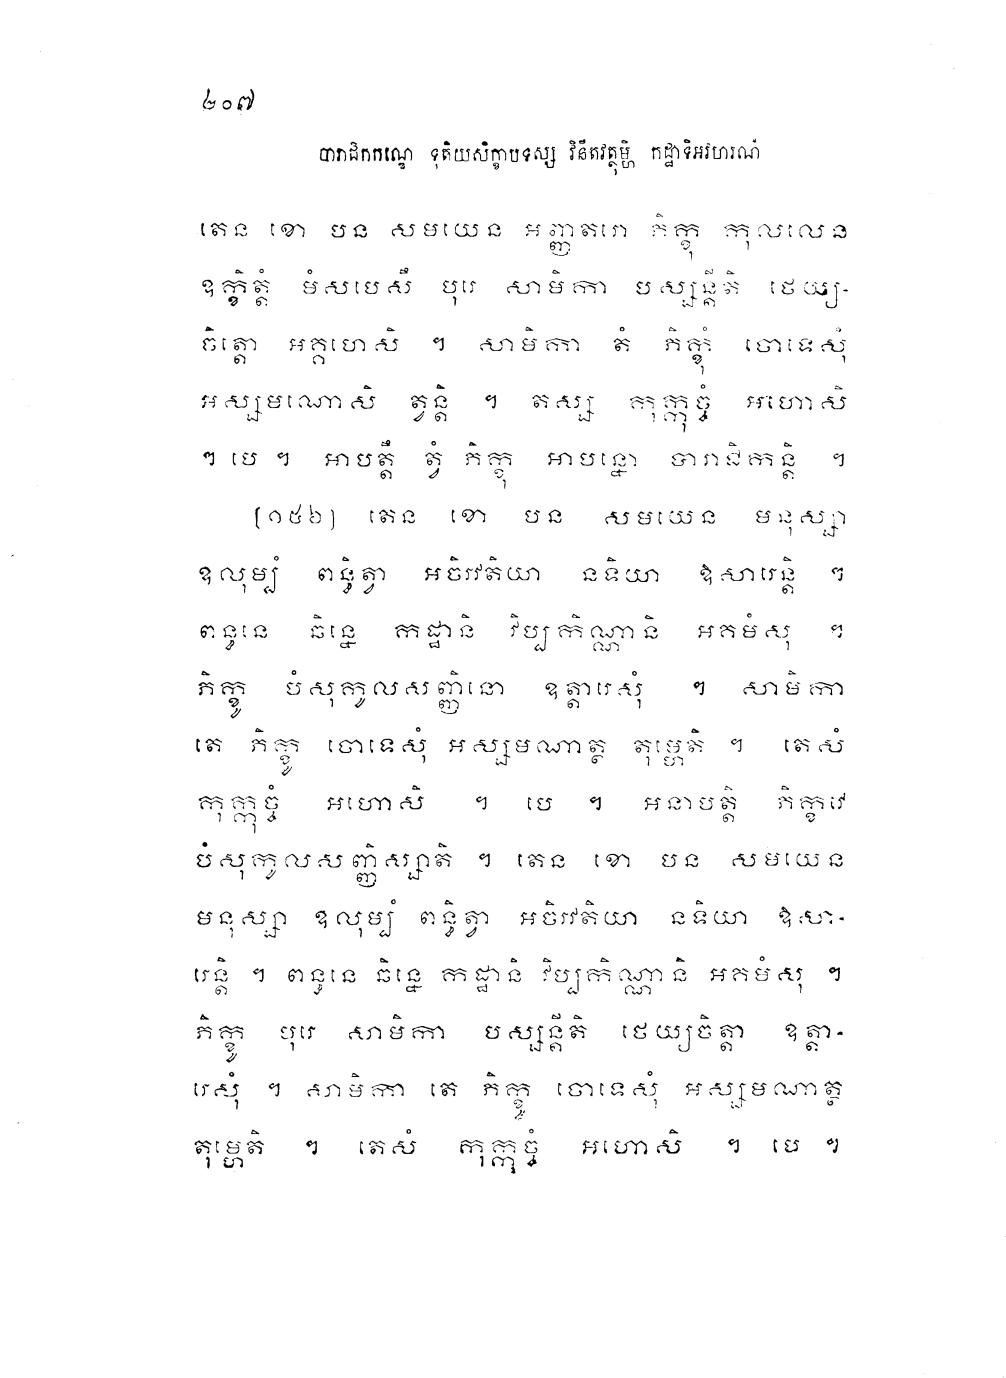 ២០៧
បារាជិកកណ្ឌេ ទុតិយសិក្ខាបទស្ស វិនីតវត្ថុម្ហិ កដ្ឋាទិអវហរណំ
តេន ខោ បន សមយេន អញ្ញតរោ ភិក្ខុ កុលលេន
ឧក្ខិត្តំ មំសបេសឹ បុរេ សាមិកា បស្សន្តីតិ ថេយ្យ-
ចិត្តោ អគ្គហេសិ ។ សាមិកា តំ ភិក្ខុំ ចោទេសុំ
អស្សមណោសិ ត្វន្តិ ។ តស្ស កុក្កុច្ចំ អហោសិ
។ បេ ។ អាបត្តឹ ត្វំ ភិក្ខុ អាបន្នោ បារាជិកន្តិ ។
(១៥៦) តេន ខោ បន សមយេន មនុស្សា
ឧលុម្បំ ពន្ធិត្វា អចិរវតិយា នទិយា ឱសារេន្តិ ។
ពន្ធនេ ឆិន្នេ កដ្ឋានិ វិប្បកិណ្ណានិ អគមំសុ ។
ភិក្ខូ បំសុកូលសញ្ញិនោ ឧត្តារេសុំ ។ សាមិកា
តេ ភិក្ខូ ចោទេសុំ អស្សមណាត្ថ តុម្ហេតិ ។ តេសំ
កុក្កុច្ចំ អហោសិ ។ បេ ។ អនាបត្តិ ភិក្ខវេ
បំសុកូលសញ្ញិស្សាតិ ។ តេន ខោ បន សមយេន
មនុស្សា ឧលុម្បំ ពន្ធិត្វា អចិរវតិយា នទិយា ឱសា-
រេន្តិ ។ ពន្ធនេ ឆិន្នេ កដ្ឋានិ វិប្បកិណ្ណានិ អគមំសុ ។
ភិក្ខូ បុរេ សាមិកា បស្សន្តីតិ ថេយ្យចិត្តា ឧត្តា-
រេសុំ ។ សាមិកា តេ ភិក្ខូ ចោទេសុំ អស្សមណាត្ថ
តុម្ហេតិ ។ តេសំ កុក្កុច្ចំ អហោសិ ។ បេ ។